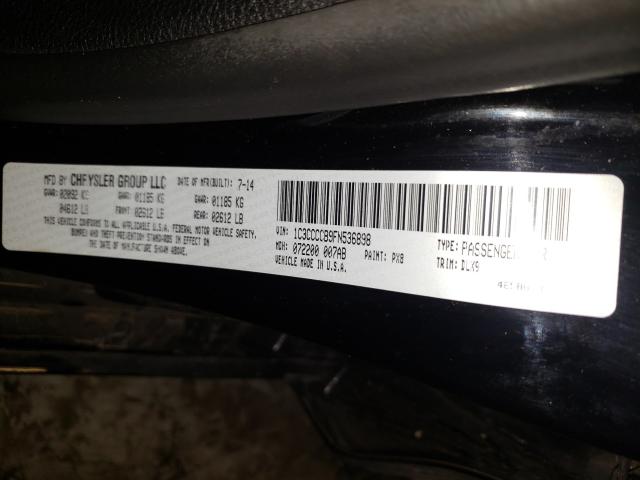 MFD BY CHRYSLER GROUP LLC DATE OF MFR(BUILT): 7-14
GVWR: 02092 KG GAWR: 01185 KG GAWR: 01185 KG
04612 LB FRONT: 02612 LB REAR: 02612 LB
THIS VEHICLE CONFORMS TO ALL APPLICABLE U.S.A. FEDERAL MOTOR VEHICLE SAFETY,
BUMPER AND THEFT PREVENTION STANDARDS IN EFFECT ON
THE DATE OF MANUFACTURE SHOWN ABOVE.
VIN: 1C3CCCCB9FN536898 TYPE: PASSENGER
MDH: 072200 007AB PAINT: PX8 TRIM: DLX9
VEHICLE MADE IN U.S.A.